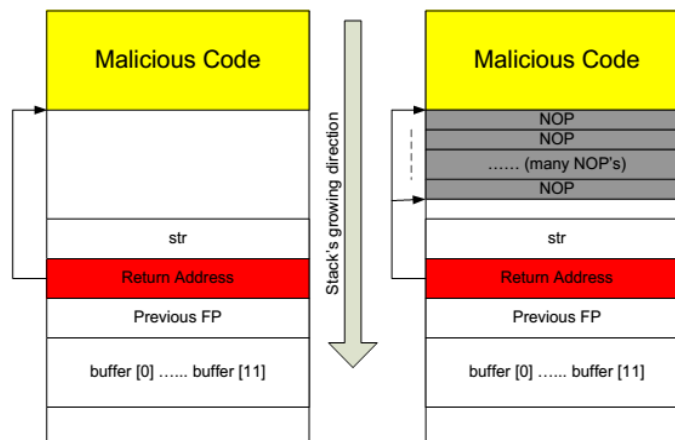 Malicious Code
str
Return Address
Previous FP
buffer [0] …... buffer [11]
Stack's growing direction
Malicious Code
NOP
NOP
…... (many NOP's)
NOP
str
Return Address
Previous FP
buffer [0] …... buffer [11]